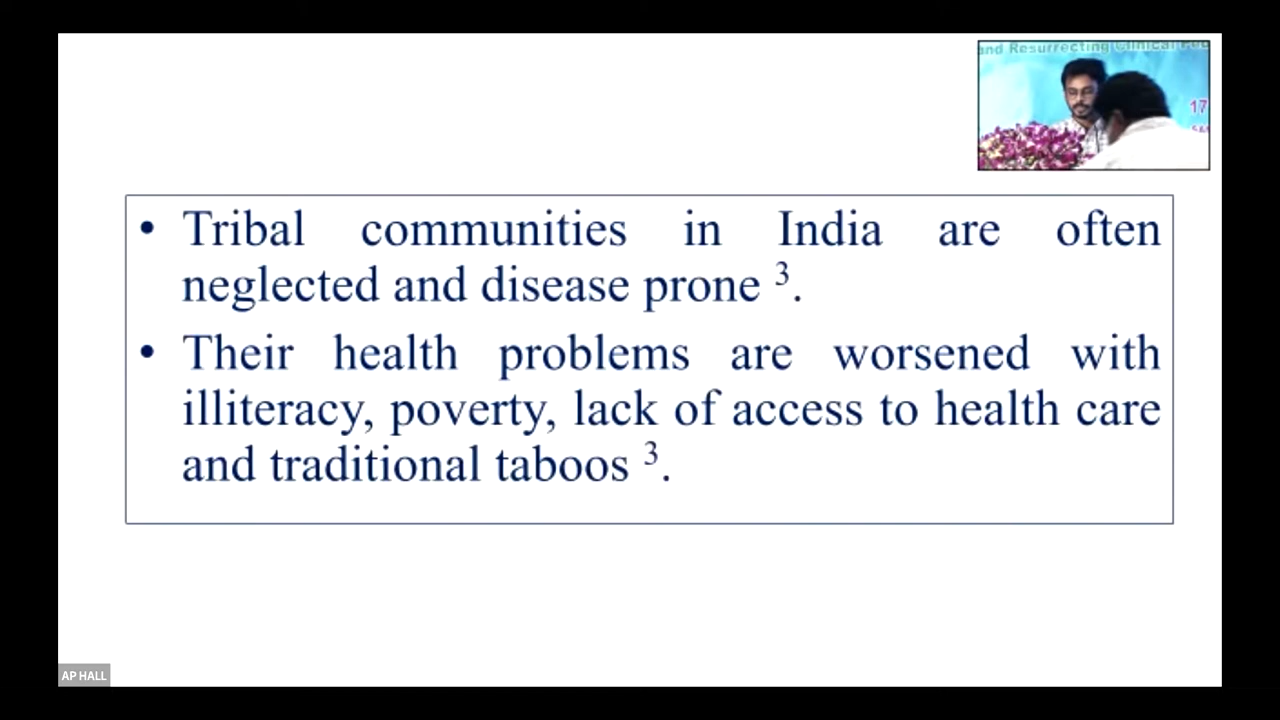 and Resurrecting Clinical
17
• Tribal communities in India are often
neglected and disease prone ³.
• Their health problems are worsened with
illiteracy, poverty, lack of access to health care
and traditional taboos ³.
AP HALL